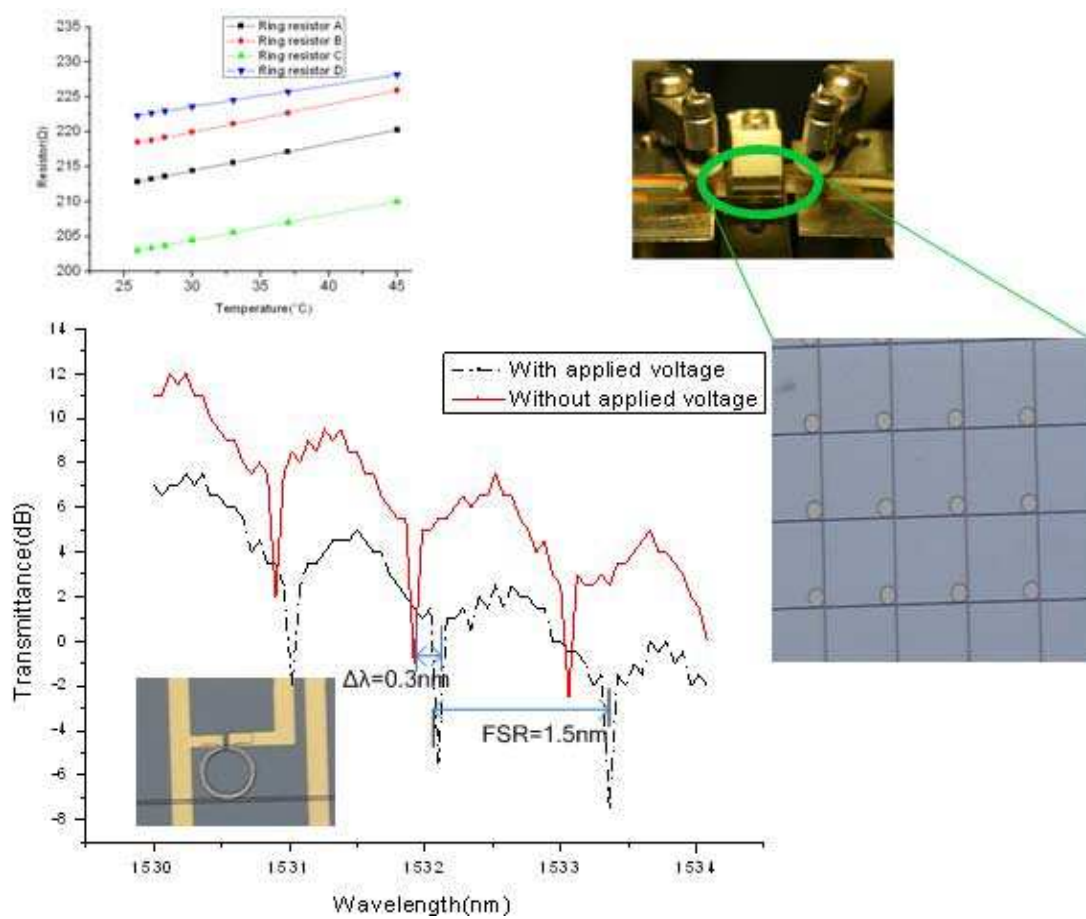 235
230
225
220
215
210
205
200
Resistor(Ω)
Ring resistor A
Ring resistor B
Ring resistor C
Ring resistor D
25 30 35 40 45
Temperature(°C)
14
12
10
8
6
4
2
0
-2
-4
-6
-8
Transmittance(dB)
With applied voltage
Without applied voltage
Δλ=0.3nm
FSR=1.5nm
1530 1531 1532 1533 1534
Wavelength(nm)